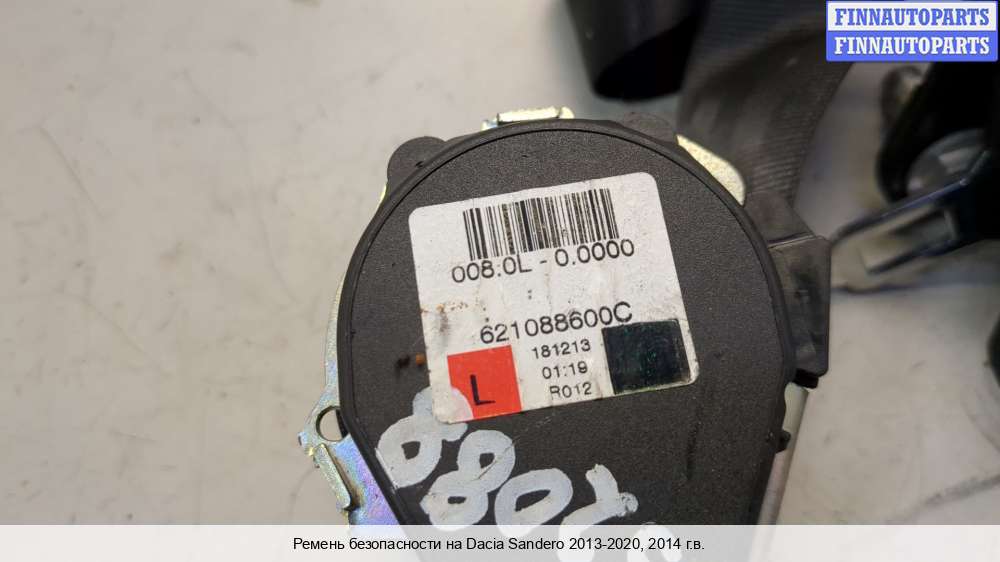 FINNAUTOPARTS
FINNAUTOPARTS
008.0L - 0.0000
621088600C
181213
01:19
L
R012
Ремень безопасности на Dacia Sandero 2013-2020, 2014 г.в.